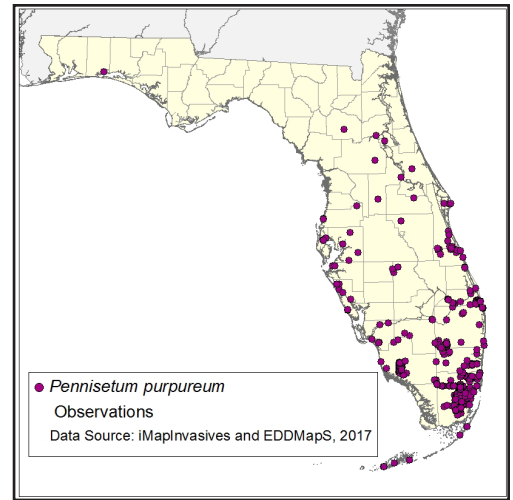 Pennisetum purpureum
Observations
Data Source: iMapInvasives and EDDMapS, 2017